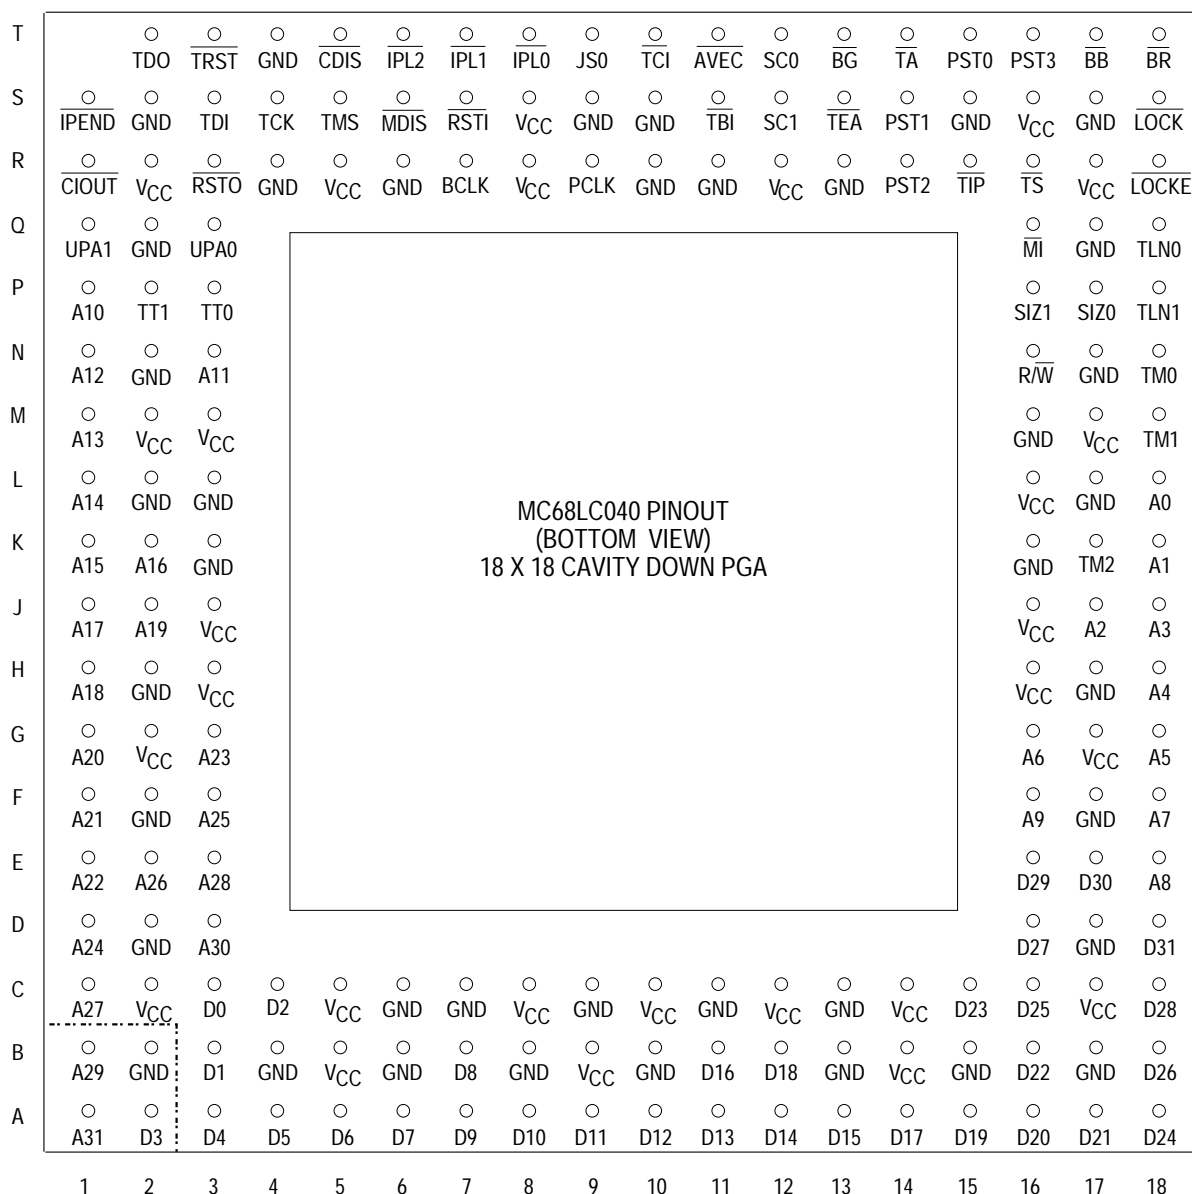 T
TDO TRST GND CDIS IPL2 IPL1 IPL0 JS0 TCI AVEC SC0 BG TA PST0 PST3 BB BR
S
IPEND GND TDI TCK TMS MDIS RSTI VCC GND GND TBI SC1 TEA PST1 GND VCC GND LOCK
R
CIOUT VCC RSTO GND VCC GND BCLK VCC PCLK GND GND VCC GND PST2 TIP TS VCC LOCKE
Q
UPA1 GND UPA0 MI GND TLN0
P
A10 TT1 TT0 SIZ1 SIZ0 TLN1
N
A12 GND A11 R/W GND TM0
M
A13 VCC VCC GND VCC TM1
L
A14 GND GND VCC GND A0
MC68LC040 PINOUT
(BOTTOM VIEW)
18 X 18 CAVITY DOWN PGA
K
A15 A16 GND GND TM2 A1
J
A17 A19 VCC VCC A2 A3
H
A18 GND VCC VCC GND A4
G
A20 VCC A23 A6 VCC A5
F
A21 GND A25 A9 GND A7
E
A22 A26 A28 D29 D30 A8
D
A24 GND A30 D27 GND D31
C
A27 VCC D0 D2 VCC GND GND VCC GND VCC GND VCC GND VCC D23 D25 VCC D28
B
A29 GND D1 GND VCC GND D8 GND VCC GND D16 D18 GND VCC GND D22 GND D26
A
A31 D3 D4 D5 D6 D7 D9 D10 D11 D12 D13 D14 D15 D17 D19 D20 D21 D24
1 2 3 4 5 6 7 8 9 10 11 12 13 14 15 16 17 18